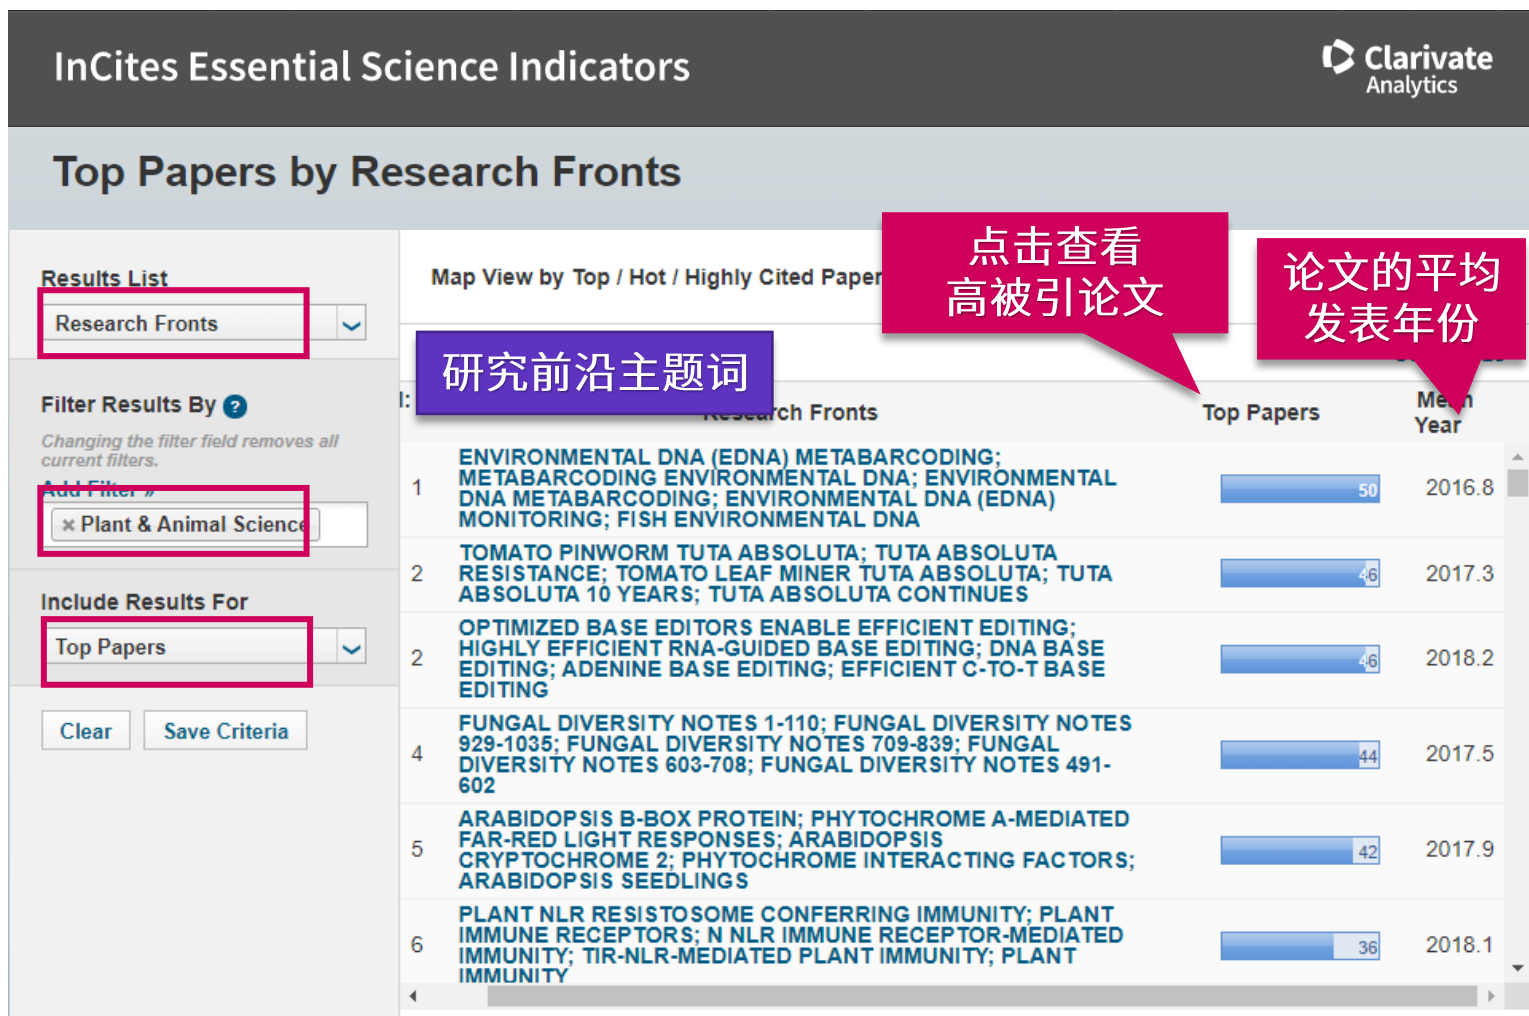 InCites Essential Science Indicators
Clarivate
Analytics
Top Papers by Research Fronts
Results List
Research Fronts
Filter Results By ?
Changing the filter field removes all
current filters.
Add Filter »
× Plant & Animal Science
Include Results For
Top Papers
Clear
Save Criteria
Map View by Top / Hot / Highly Cited Paper
点击查看
高被引论文
论文的平均
发表年份
研究前沿主题词
Research Fronts
Top Papers
Mean
Year
1
ENVIRONMENTAL DNA (EDNA) METABARCODING;
METABARCODING ENVIRONMENTAL DNA; ENVIRONMENTAL
DNA METABARCODING; ENVIRONMENTAL DNA (EDNA)
MONITORING; FISH ENVIRONMENTAL DNA
50
2016.8
2
TOMATO PINWORM TUTA ABSOLUTA; TUTA ABSOLUTA
RESISTANCE; TOMATO LEAF MINER TUTA ABSOLUTA; TUTA
ABSOLUTA 10 YEARS; TUTA ABSOLUTA CONTINUES
46
2017.3
2
OPTIMIZED BASE EDITORS ENABLE EFFICIENT EDITING;
HIGHLY EFFICIENT RNA-GUIDED BASE EDITING; DNA BASE
EDITING; ADENINE BASE EDITING; EFFICIENT C-TO-T BASE
EDITING
46
2018.2
4
FUNGAL DIVERSITY NOTES 1-110; FUNGAL DIVERSITY NOTES
929-1035; FUNGAL DIVERSITY NOTES 709-839; FUNGAL
DIVERSITY NOTES 603-708; FUNGAL DIVERSITY NOTES 491-
602
44
2017.5
5
ARABIDOPSIS B-BOX PROTEIN; PHYTOCHROME A-MEDIATED
FAR-RED LIGHT RESPONSES; ARABIDOPSIS
CRYPTOCHROME 2; PHYTOCHROME INTERACTING FACTORS;
ARABIDOPSIS SEEDLINGS
42
2017.9
6
PLANT NLR RESISTOSOME CONFERRING IMMUNITY; PLANT
IMMUNE RECEPTORS; N NLR IMMUNE RECEPTOR-MEDIATED
IMMUNITY; TIR-NLR-MEDIATED PLANT IMMUNITY; PLANT
IMMUNITY
36
2018.1